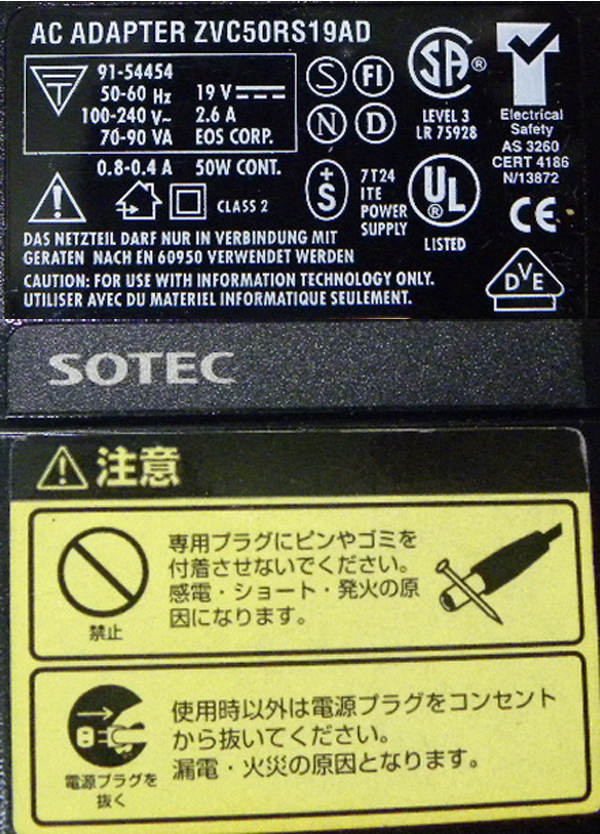 AC ADAPTER ZVC50RS19AD
91-54454
50-60 Hz 19 V
100-240 V~ 2.6 A
70-90 VA EOS CORP.
0.8-0.4 A 50W CONT.
CLASS 2
S FI
N D
+S
7T24
ITE
POWER
SUPPLY
SA ®
LEVEL 3
LR 75928
UL ®
LISTED
Electrical
Safety
AS 3260
CERT 4186
N/13872
CE
DVE
DAS NETZTEIL DARF NUR IN VERBINDUNG MIT
GERATEN NACH EN 60950 VERWENDET WERDEN
CAUTION: FOR USE WITH INFORMATION TECHNOLOGY ONLY.
UTILISER AVEC DU MATERIEL INFORMATIQUE SEULEMENT.
SOTEC
注意
専用プラグにピンやゴミを
付着させないでください。
感電・ショート・発火の原
因になります。
禁止
使用時以外は電源プラグをコンセント
から抜いてください。
漏電・火災の原因となります。
電源プラグを
抜く